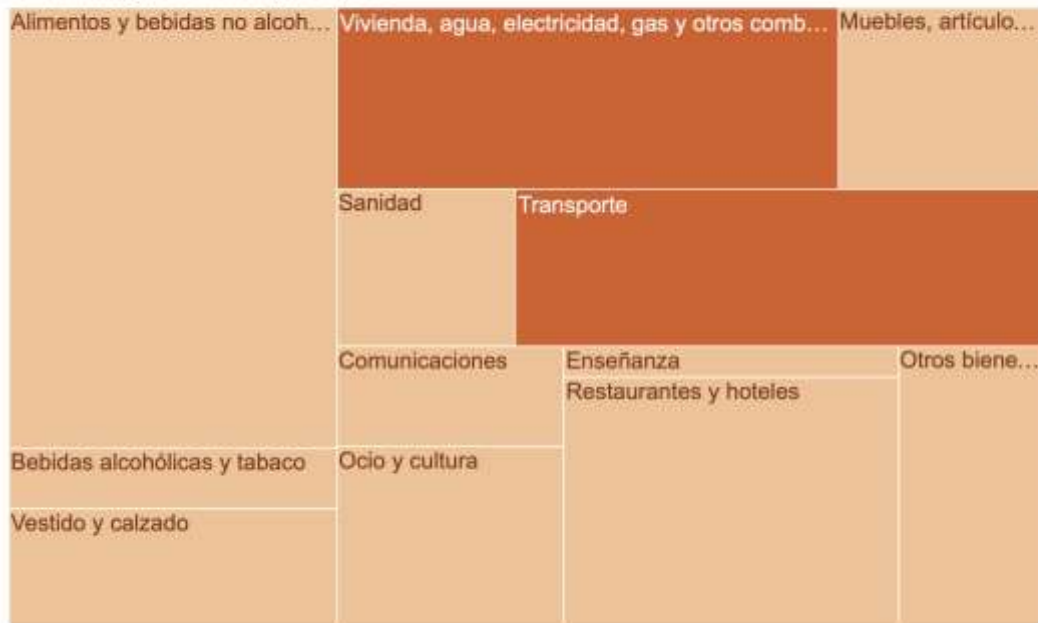 Alimentos y bebidas no alcoh...
Vivienda, agua, electricidad, gas y otros comb...
Muebles, artículo...
Sanidad
Transporte
Comunicaciones
Enseñanza
Otros biene...
Restaurantes y hoteles
Bebidas alcohólicas y tabaco
Ocio y cultura
Vestido y calzado